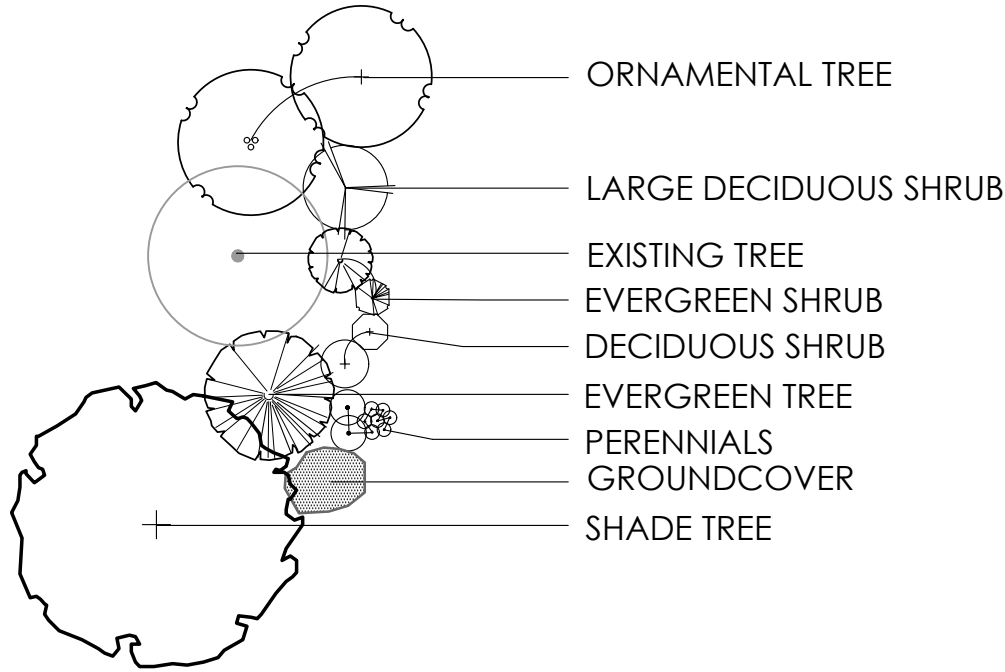 ORNAMENTAL TREE
LARGE DECIDUOUS SHRUB
EXISTING TREE
EVERGREEN SHRUB
DECIDUOUS SHRUB
EVERGREEN TREE
PERENNIALS
GROUNDCOVER
SHADE TREE